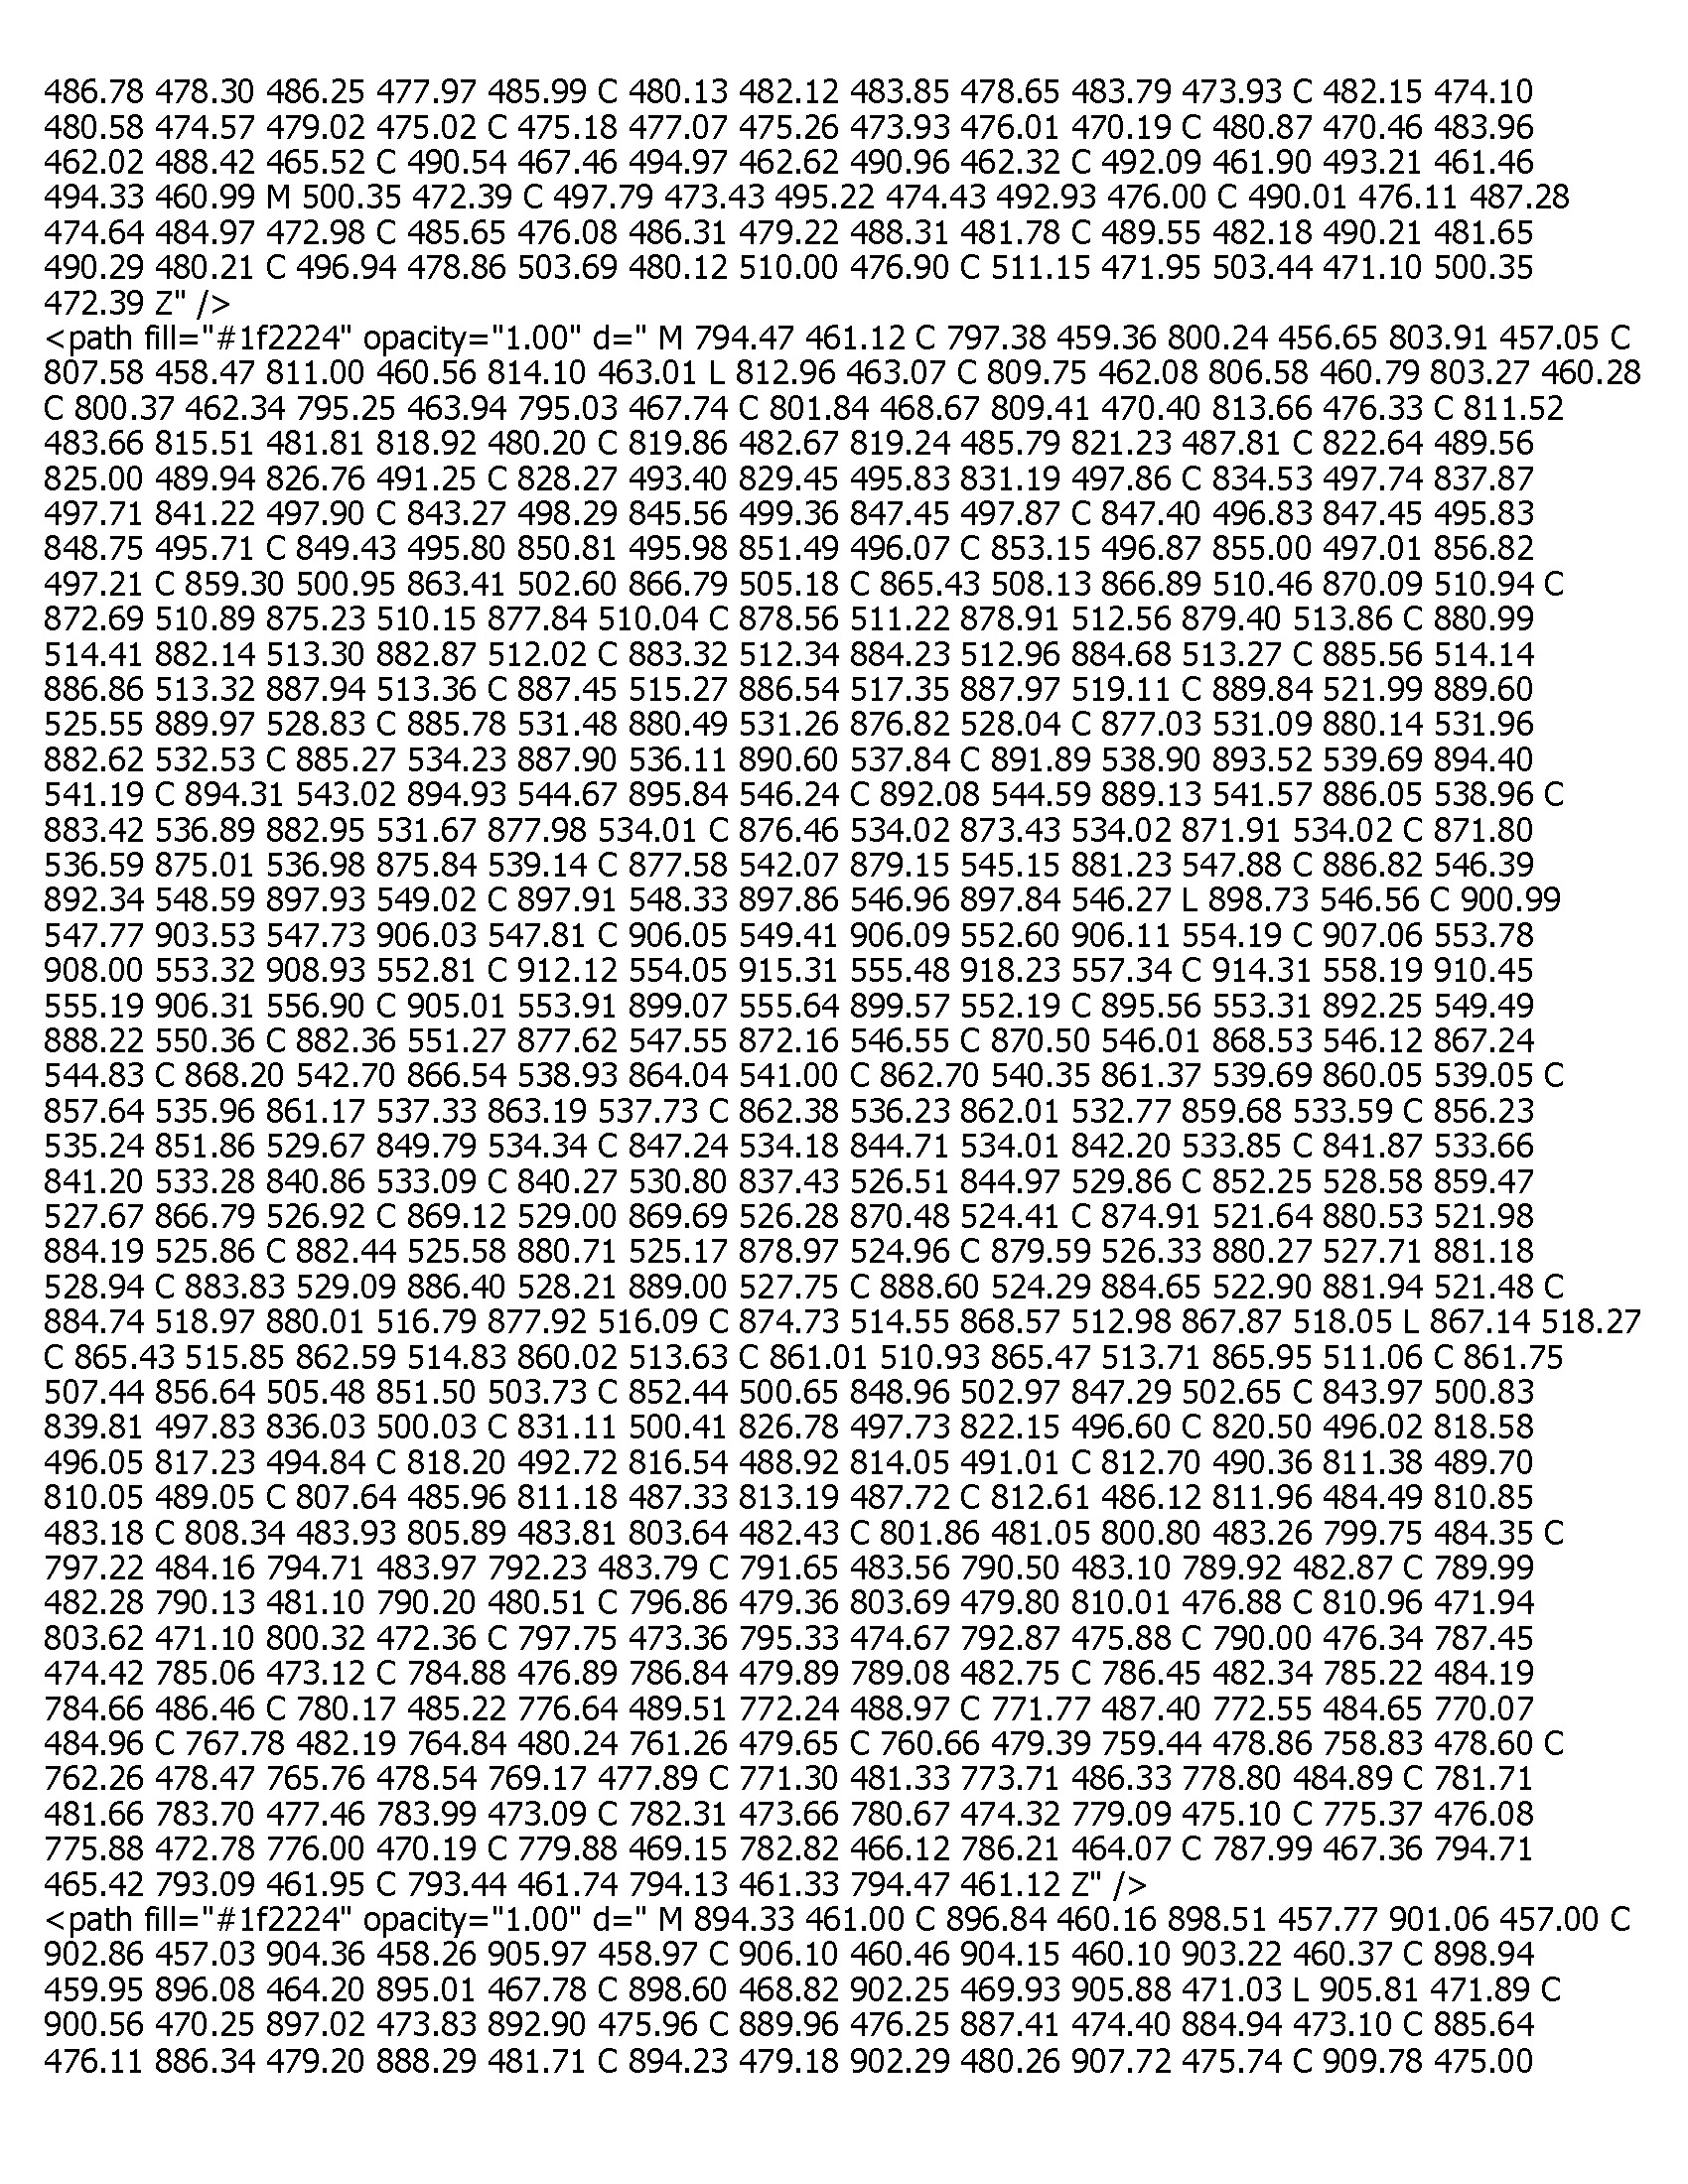 486.78 478.30 486.25 477.97 485.99 C 480.13 482.12 483.85 478.65 483.79 473.93 C 482.15 474.10
480.58 474.57 479.02 475.02 C 475.18 477.07 475.26 473.93 476.01 470.19 C 480.87 470.46 483.96
462.02 488.42 465.52 C 490.54 467.46 494.97 462.62 490.96 462.32 C 492.09 461.90 493.21 461.46
494.33 460.99 M 500.35 472.39 C 497.79 473.43 495.22 474.43 492.93 476.00 C 490.01 476.11 487.28
474.64 484.97 472.98 C 485.65 476.08 486.31 479.22 488.31 481.78 C 489.55 482.18 490.21 481.65
490.29 480.21 C 496.94 478.86 503.69 480.12 510.00 476.90 C 511.15 471.95 503.44 471.10 500.35
472.39 Z" />
<path fill="#1f2224" opacity="1.00" d=" M 794.47 461.12 C 797.38 459.36 800.24 456.65 803.91 457.05 C
807.58 458.47 811.00 460.56 814.10 463.01 L 812.96 463.07 C 809.75 462.08 806.58 460.79 803.27 460.28
C 800.37 462.34 795.25 463.94 795.03 467.74 C 801.84 468.67 809.41 470.40 813.66 476.33 C 811.52
483.66 815.51 481.81 818.92 480.20 C 819.86 482.67 819.24 485.79 821.23 487.81 C 822.64 489.56
825.00 489.94 826.76 491.25 C 828.27 493.40 829.45 495.83 831.19 497.86 C 834.53 497.74 837.87
497.71 841.22 497.90 C 843.27 498.29 845.56 499.36 847.45 497.87 C 847.40 496.83 847.45 495.83
848.75 495.71 C 849.43 495.80 850.81 495.98 851.49 496.07 C 853.15 496.87 855.00 497.01 856.82
497.21 C 859.30 500.95 863.41 502.60 866.79 505.18 C 865.43 508.13 866.89 510.46 870.09 510.94 C
872.69 510.89 875.23 510.15 877.84 510.04 C 878.56 511.22 878.91 512.56 879.40 513.86 C 880.99
514.41 882.14 513.30 882.87 512.02 C 883.32 512.34 884.23 512.96 884.68 513.27 C 885.56 514.14
886.86 513.32 887.94 513.36 C 887.45 515.27 886.54 517.35 887.97 519.11 C 889.84 521.99 889.60
525.55 889.97 528.83 C 885.78 531.48 880.49 531.26 876.82 528.04 C 877.03 531.09 880.14 531.96
882.62 532.53 C 885.27 534.23 887.90 536.11 890.60 537.84 C 891.89 538.90 893.52 539.69 894.40
541.19 C 894.31 543.02 894.93 544.67 895.84 546.24 C 892.08 544.59 889.13 541.57 886.05 538.96 C
883.42 536.89 882.95 531.67 877.98 534.01 C 876.46 534.02 873.43 534.02 871.91 534.02 C 871.80
536.59 875.01 536.98 875.84 539.14 C 877.58 542.07 879.15 545.15 881.23 547.88 C 886.82 546.39
892.34 548.59 897.93 549.02 C 897.91 548.33 897.86 546.96 897.84 546.27 L 898.73 546.56 C 900.99
547.77 903.53 547.73 906.03 547.81 C 906.05 549.41 906.09 552.60 906.11 554.19 C 907.06 553.78
908.00 553.32 908.93 552.81 C 912.12 554.05 915.31 555.48 918.23 557.34 C 914.31 558.19 910.45
555.19 906.31 556.90 C 905.01 553.91 899.07 555.64 899.57 552.19 C 895.56 553.31 892.25 549.49
888.22 550.36 C 882.36 551.27 877.62 547.55 872.16 546.55 C 870.50 546.01 868.53 546.12 867.24
544.83 C 868.20 542.70 866.54 538.93 864.04 541.00 C 862.70 540.35 861.37 539.69 860.05 539.05 C
857.64 535.96 861.17 537.33 863.19 537.73 C 862.38 536.23 862.01 532.77 859.68 533.59 C 856.23
535.24 851.86 529.67 849.79 534.34 C 847.24 534.18 844.71 534.01 842.20 533.85 C 841.87 533.66
841.20 533.28 840.86 533.09 C 840.27 530.80 837.43 526.51 844.97 529.86 C 852.25 528.58 859.47
527.67 866.79 526.92 C 869.12 529.00 869.69 526.28 870.48 524.41 C 874.91 521.64 880.53 521.98
884.19 525.86 C 882.44 525.58 880.71 525.17 878.97 524.96 C 879.59 526.33 880.27 527.71 881.18
528.94 C 883.83 529.09 886.40 528.21 889.00 527.75 C 888.60 524.29 884.65 522.90 881.94 521.48 C
884.74 518.97 880.01 516.79 877.92 516.09 C 874.73 514.55 868.57 512.98 867.87 518.05 L 867.14 518.27
C 865.43 515.85 862.59 514.83 860.02 513.63 C 861.01 510.93 865.47 513.71 865.95 511.06 C 861.75
507.44 856.64 505.48 851.50 503.73 C 852.44 500.65 848.96 502.97 847.29 502.65 C 843.97 500.83
839.81 497.83 836.03 500.03 C 831.11 500.41 826.78 497.73 822.15 496.60 C 820.50 496.02 818.58
496.05 817.23 494.84 C 818.20 492.72 816.54 488.92 814.05 491.01 C 812.70 490.36 811.38 489.70
810.05 489.05 C 807.64 485.96 811.18 487.33 813.19 487.72 C 812.61 486.12 811.96 484.49 810.85
483.18 C 808.34 483.93 805.89 483.81 803.64 482.43 C 801.86 481.05 800.80 483.26 799.75 484.35 C
797.22 484.16 794.71 483.97 792.23 483.79 C 791.65 483.56 790.50 483.10 789.92 482.87 C 789.99
482.28 790.13 481.10 790.20 480.51 C 796.86 479.36 803.69 479.80 810.01 476.88 C 810.96 471.94
803.62 471.10 800.32 472.36 C 797.75 473.36 795.33 474.67 792.87 475.88 C 790.00 476.34 787.45
474.42 785.06 473.12 C 784.88 476.89 786.84 479.89 789.08 482.75 C 786.45 482.34 785.22 484.19
784.66 486.46 C 780.17 485.22 776.64 489.51 772.24 488.97 C 771.77 487.40 772.55 484.65 770.07
484.96 C 767.78 482.19 764.84 480.24 761.26 479.65 C 760.66 479.39 759.44 478.86 758.83 478.60 C
762.26 478.47 765.76 478.54 769.17 477.89 C 771.30 481.33 773.71 486.33 778.80 484.89 C 781.71
481.66 783.70 477.46 783.99 473.09 C 782.31 473.66 780.67 474.32 779.09 475.10 C 775.37 476.08
775.88 472.78 776.00 470.19 C 779.88 469.15 782.82 466.12 786.21 464.07 C 787.99 467.36 794.71
465.42 793.09 461.95 C 793.44 461.74 794.13 461.33 794.47 461.12 Z" />
<path fill="#1f2224" opacity="1.00" d=" M 894.33 461.00 C 896.84 460.16 898.51 457.77 901.06 457.00 C
902.86 457.03 904.36 458.26 905.97 458.97 C 906.10 460.46 904.15 460.10 903.22 460.37 C 898.94
459.95 896.08 464.20 895.01 467.78 C 898.60 468.82 902.25 469.93 905.88 471.03 L 905.81 471.89 C
900.56 470.25 897.02 473.83 892.90 475.96 C 889.96 476.25 887.41 474.40 884.94 473.10 C 885.64
476.11 886.34 479.20 888.29 481.71 C 894.23 479.18 902.29 480.26 907.72 475.74 C 909.78 475.00